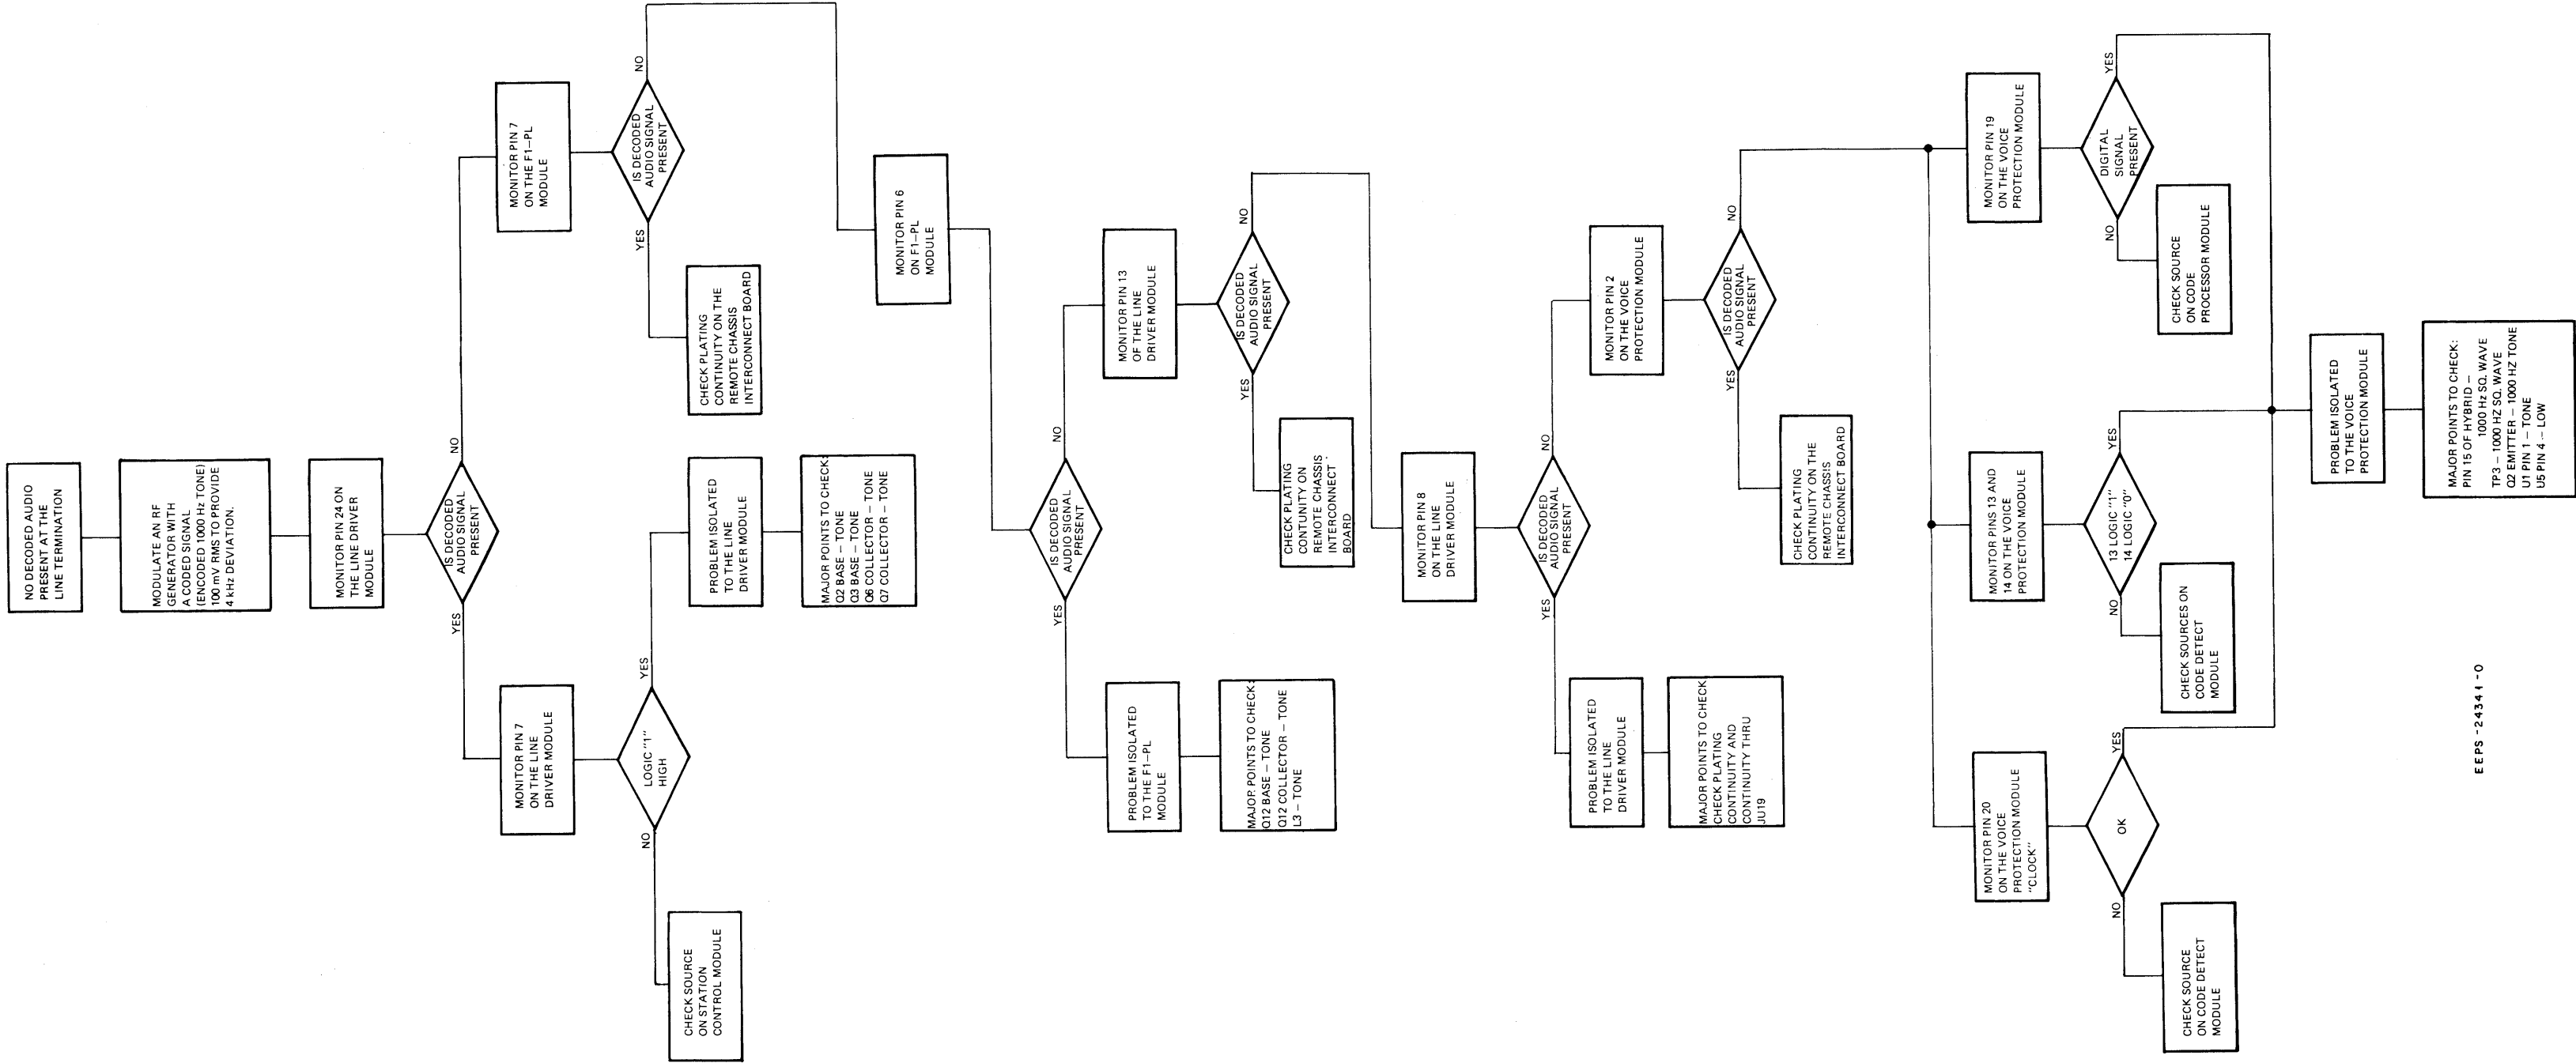 NO DECODED AUDIO
PRESENT AT THE
LINE TERMINATION
MODULATE AN RF
GENERATOR WITH
A CODED SIGNAL
(ENCODED 1000 Hz TONE)
100 mV RMS TO PROVIDE
4 kHz DEVIATION.
MONITOR PIN 24 ON
THE LINE DRIVER
MODULE
IS DECODED
AUDIO SIGNAL
PRESENT
YES
NO
MONITOR PIN 7
ON THE LINE
DRIVER MODULE
LOGIC "1"
HIGH
NO
YES
CHECK SOURCE
ON STATION
CONTROL MODULE
PROBLEM ISOLATED
TO THE LINE
DRIVER MODULE
MAJOR POINTS TO CHECK:
Q2 BASE – TONE
Q3 BASE – TONE
Q6 COLLECTOR – TONE
Q7 COLLECTOR – TONE
MONITOR PIN 7
ON THE F1–PL
MODULE
IS DECODED
AUDIO SIGNAL
PRESENT
YES
NO
CHECK PLATING
CONTINUITY ON THE
REMOTE CHASSIS
INTERCONNECT BOARD
MONITOR PIN 6
ON F1–PL
MODULE
IS DECODED
AUDIO SIGNAL
PRESENT
YES
NO
PROBLEM ISOLATED
TO THE F1–PL
MODULE
MAJOR POINTS TO CHECK:
Q12 BASE – TONE
Q12 COLLECTOR – TONE
L3 – TONE
MONITOR PIN 13
OF THE LINE
DRIVER MODULE
IS DECODED
AUDIO SIGNAL
PRESENT
YES
NO
CHECK PLATING
CONTUNITY ON
REMOTE CHASSIS
INTERCONNECT
BOARD
MONITOR PIN 8
ON THE LINE
DRIVER MODULE
IS DECODED
AUDIO SIGNAL
PRESENT
YES
NO
PROBLEM ISOLATED
TO THE LINE
DRIVER MODULE
MAJOR POINTS TO CHECK
CHECK PLATING
CONTINUITY AND
CONTINUITY THRU
JU19
MONITOR PIN 2
ON THE VOICE
PROTECTION MODULE
IS DECODED
AUDIO SIGNAL
PRESENT
YES
NO
CHECK PLATING
CONTINUITY ON THE
REMOTE CHASSIS
INTERCONNECT BOARD
MONITOR PIN 20
ON THE VOICE
PROTECTION MODULE
"CLOCK"
OK
NO
YES
CHECK SOURCE
ON CODE DETECT
MODULE
MONITOR PINS 13 AND
14 ON THE VOICE
PROTECTION MODULE
13 LOGIC "1"
14 LOGIC "0"
NO
YES
CHECK SOURCES ON
CODE DETECT
MODULE
MONITOR PIN 19
ON THE VOICE
PROTECTION MODULE
DIGITAL
SIGNAL
PRESENT
NO
YES
CHECK SOURCE
ON CODE
PROCESSOR MODULE
PROBLEM ISOLATED
TO THE VOICE
PROTECTION MODULE
MAJOR POINTS TO CHECK:
PIN 15 OF HYBRID –
1000 Hz SQ. WAVE
TP3 – 1000 HZ SQ. WAVE
Q2 EMITTER – 1000 HZ TONE
U1 PIN 1 – TONE
U5 PIN 4 – LOW
EEPS-24341-O